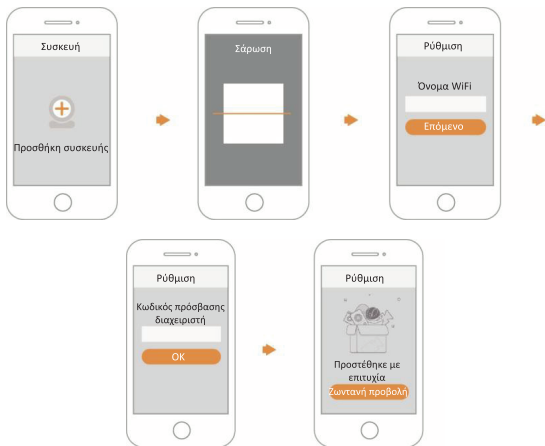 Συσκευή
Προσθήκη συσκευής
Σάρωση
Ρύθμιση
Όνομα WiFi
Επόμενο
Ρύθμιση
Κωδικός πρόσβασης
διαχειριστή
OK
Ρύθμιση
Προστέθηκε με
επιτυχία
Ζωντανή προβολή